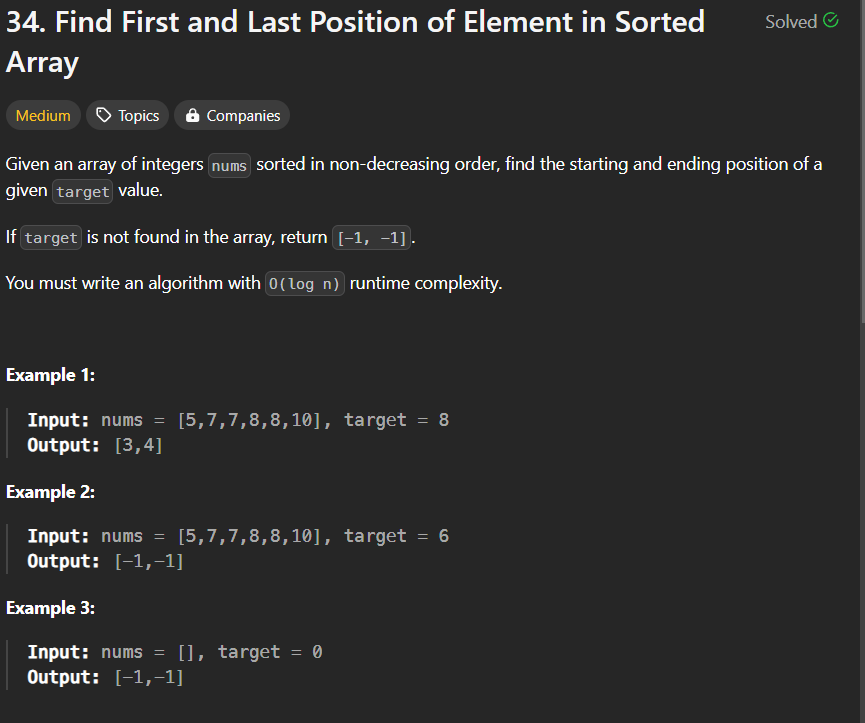 34. Find First and Last Position of Element in Sorted
Array
Solved
Medium
Topics
Companies
Given an array of integers nums sorted in non-decreasing order, find the starting and ending position of a
given target value.
If target is not found in the array, return [-1, -1].
You must write an algorithm with O(log n) runtime complexity.
Example 1:
Input: nums = [5,7,7,8,8,10], target = 8
Output: [3,4]
Example 2:
Input: nums = [5,7,7,8,8,10], target = 6
Output: [-1,-1]
Example 3:
Input: nums = [], target = 0
Output: [-1,-1]